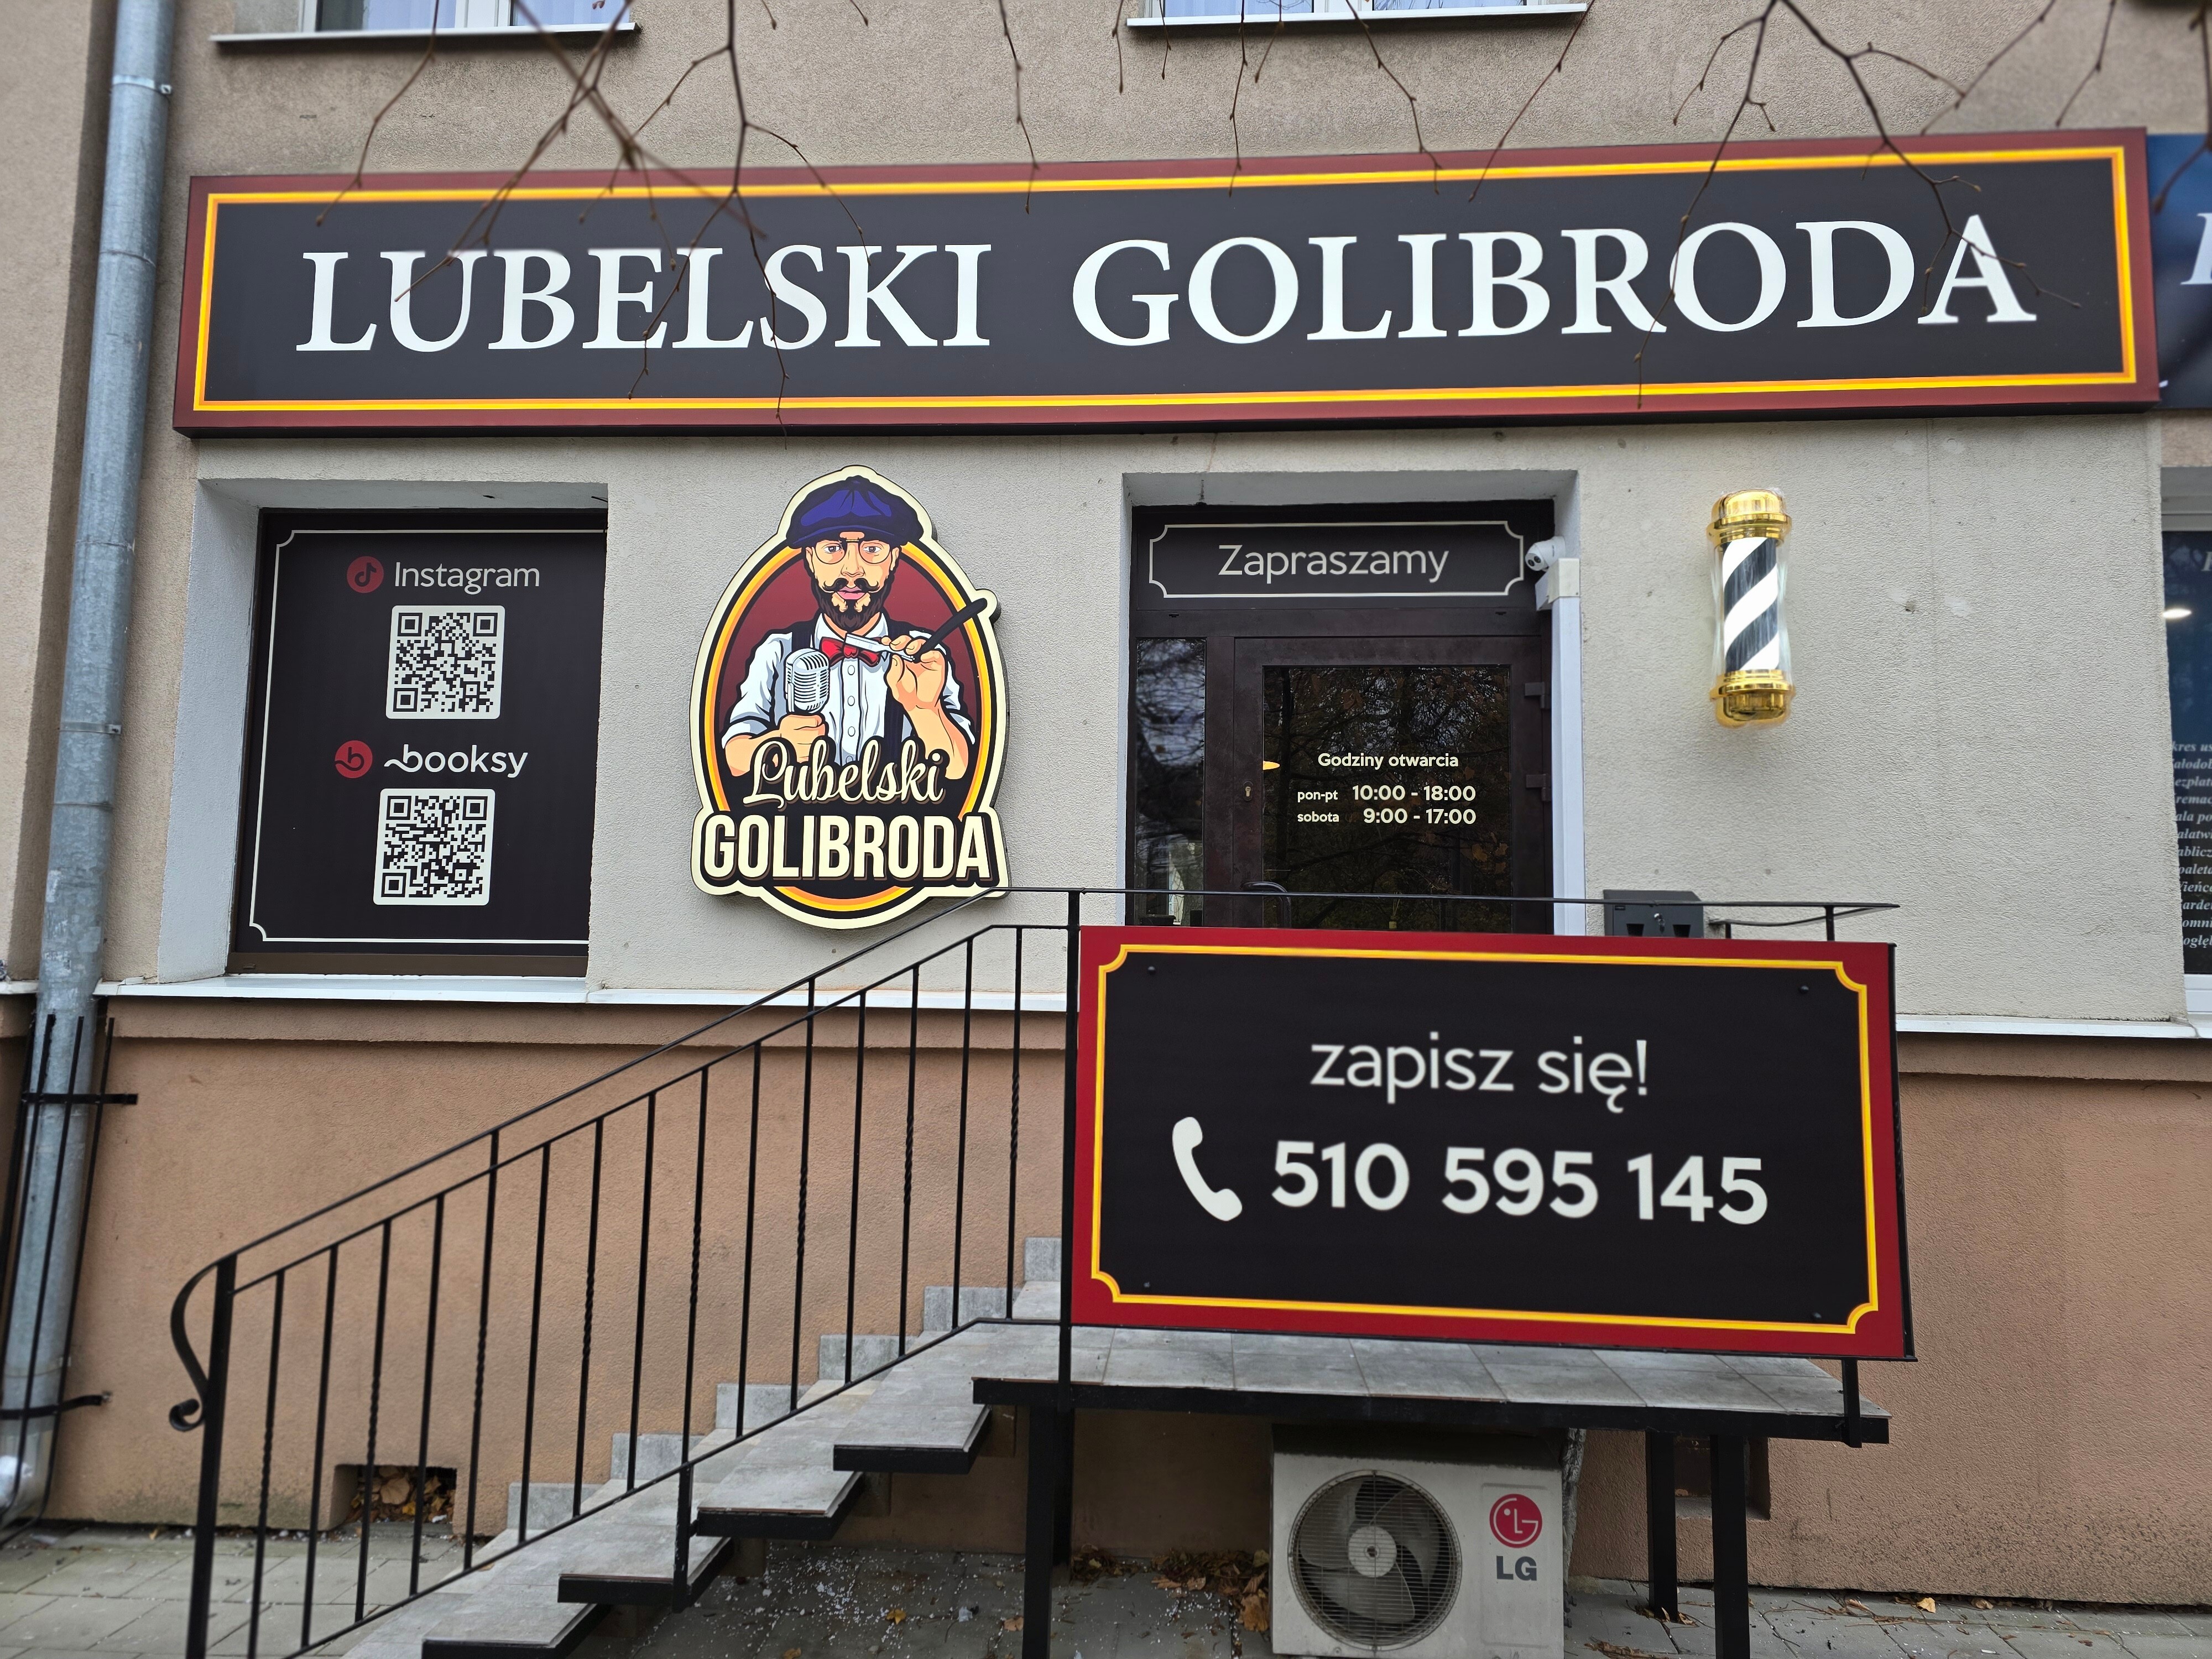 LUBELSKI GOLIBRODA
Instagram
booksy
Lubelski
GOLIBRODA
Zapraszamy
Godziny otwarcia
pon-pt 10:00 - 18:00
sobota 9:00 - 17:00
zapisz się!
510 595 145
LG